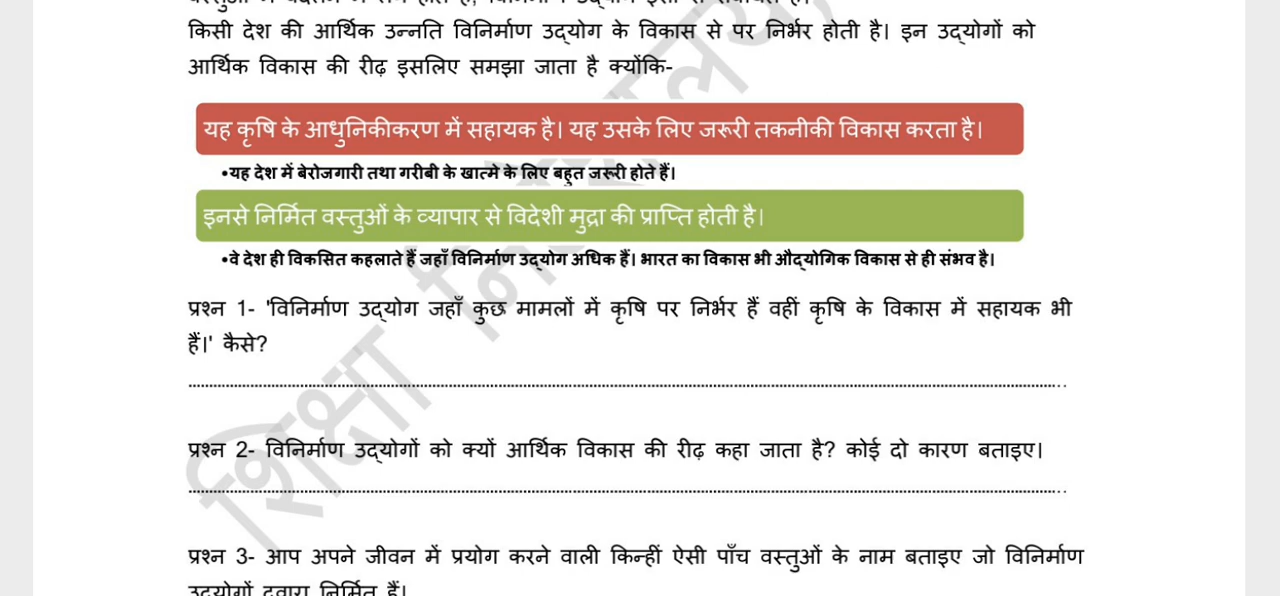 किसी देश की आर्थिक उन्नति विनिर्माण उद्योग के विकास से पर निर्भर होती है। इन उद्योगों को
आर्थिक विकास की रीढ़ इसलिए समझा जाता है क्योंकि-
यह कृषि के आधुनिकीकरण में सहायक है। यह उसके लिए जरूरी तकनीकी विकास करता है।
•यह देश में बेरोजगारी तथा गरीबी के खात्मे के लिए बहुत जरूरी होते हैं।
इनसे निर्मित वस्तुओं के व्यापार से विदेशी मुद्रा की प्राप्ति होती है।
•वे देश ही विकसित कहलाते हैं जहाँ विनिर्माण उद्योग अधिक हैं। भारत का विकास भी औद्योगिक विकास से ही संभव है।
प्रश्न 1- 'विनिर्माण उद्योग जहाँ कुछ मामलों में कृषि पर निर्भर हैं वहीं कृषि के विकास में सहायक भी
हैं।' कैसे?
प्रश्न 2- विनिर्माण उद्योगों को क्यों आर्थिक विकास की रीढ़ कहा जाता है? कोई दो कारण बताइए।
प्रश्न 3- आप अपने जीवन में प्रयोग करने वाली किन्हीं ऐसी पाँच वस्तुओं के नाम बताइए जो विनिर्माण
उद्योगों द्वारा निर्मित हैं।
शिक्षा